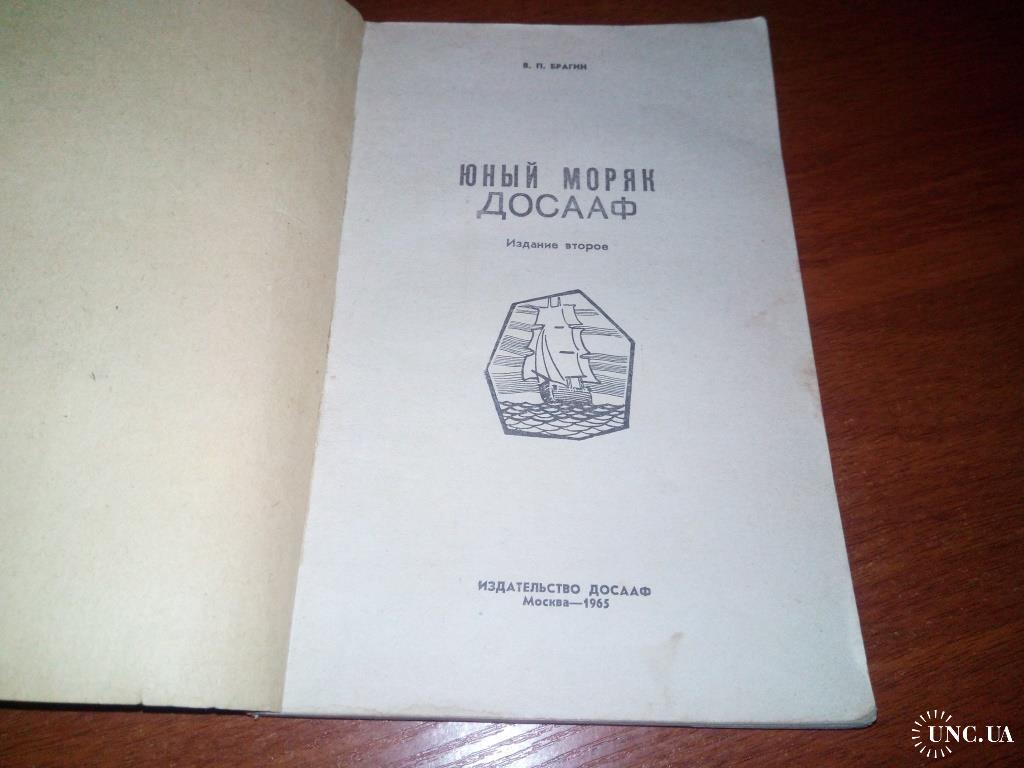 В. П. БРАГИН
ЮНЫЙ МОРЯК
ДОСААФ
Издание второе
ИЗДАТЕЛЬСТВО ДОСААФ
Москва—1965
UNC.UA